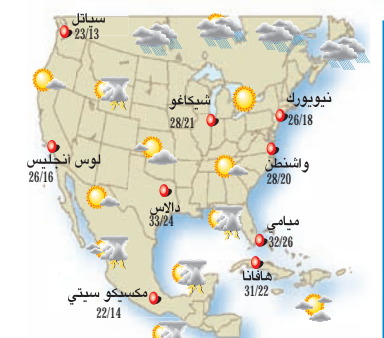 سياتل
23/13
شيكاغو
28/21
نيويورك
26/18
لوس انجليس
26/16
واشنطن
28/20
دالاس
33/24
ميامي
32/26
هافانا
31/22
مكسيكو سيتي
22/14